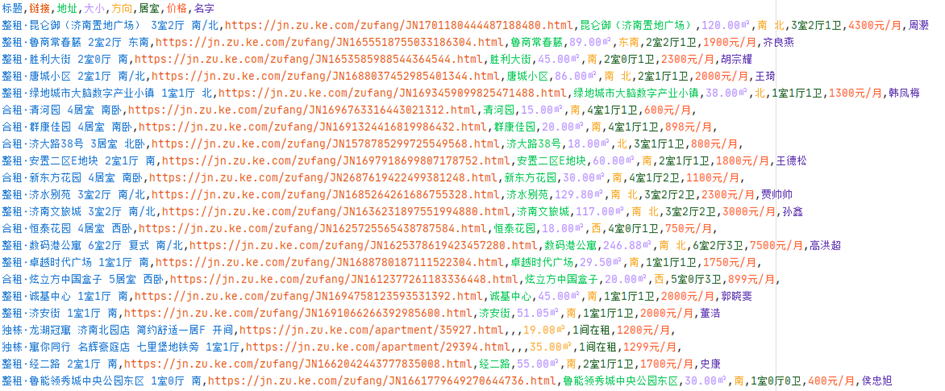 标题,链接,地址,大小,方向,居室,价格,名字
整租·昆仑御（济南置地广场） 3室2厅 南/北,https://jn.zu.ke.com/zufang/JN1701180444487188480.html,昆仑御（济南置地广场）,120.00㎡,南 北,3室2厅1卫,4300元/月,周灏
整租·鲁商常春藤 2室2厅 东南,https://jn.zu.ke.com/zufang/JN1655518755033186304.html,鲁商常春藤,89.00㎡,东南,2室2厅1卫,1900元/月,齐良燕
整租·胜利大街 2室0厅 南,https://jn.zu.ke.com/zufang/JN1653585988544364544.html,胜利大街,45.00㎡,南,2室0厅1卫,2300元/月,胡宗耀
整租·唐城小区 2室1厅 南/北,https://jn.zu.ke.com/zufang/JN1688037452985401344.html,唐城小区,86.00㎡,南 北,2室1厅1卫,2000元/月,王琦
整租·绿地城市大脑数字产业小镇 1室1厅 北,https://jn.zu.ke.com/zufang/JN1693459099825471488.html,绿地城市大脑数字产业小镇,38.00㎡,北,1室1厅1卫,1300元/月,韩凤梅
合租·清河园 4居室 南卧,https://jn.zu.ke.com/zufang/JN1696763316443021312.html,清河园,15.00㎡,南,4室1厅1卫,600元/月,
合租·群康佳园 4居室 南卧,https://jn.zu.ke.com/zufang/JN1691324416819986432.html,群康佳园,20.00㎡,南,4室1厅1卫,898元/月,
合租·济大路38号 3居室 北卧,https://jn.zu.ke.com/zufang/JN1578785299725549568.html,济大路38号,18.00㎡,北,3室1厅1卫,800元/月,
整租·安置二区E地块 2室1厅 南,https://jn.zu.ke.com/zufang/JN1697918699807178752.html,安置二区E地块,60.00㎡,南,2室1厅1卫,1800元/月,王德松
合租·新东方花园 4居室 南卧,https://jn.zu.ke.com/zufang/JN2687619422499381248.html,新东方花园,30.00㎡,南,4室1厅2卫,1100元/月,
整租·济水别苑 3室2厅 南/北,https://jn.zu.ke.com/zufang/JN1685264261686755328.html,济水别苑,129.80㎡,南 北,3室2厅2卫,2300元/月,贾帅帅
整租·济南文旅城 3室2厅 南/北,https://jn.zu.ke.com/zufang/JN1636231897551994880.html,济南文旅城,117.00㎡,南 北,3室2厅2卫,3000元/月,孙鑫
合租·恒泰花园 4居室 西卧,https://jn.zu.ke.com/zufang/JN1625725565438787584.html,恒泰花园,18.00㎡,西,4室0厅1卫,750元/月,
整租·数码港公寓 6室2厅 复式 南/北,https://jn.zu.ke.com/zufang/JN1625378619423457280.html,数码港公寓,246.88㎡,南 北,6室2厅3卫,7500元/月,高洪超
整租·卓越时代广场 1室1厅 南,https://jn.zu.ke.com/zufang/JN1688780187111522304.html,卓越时代广场,29.50㎡,南,1室1厅1卫,1750元/月,
合租·炫立方中国盒子 5居室 西卧,https://jn.zu.ke.com/zufang/JN1612377261183336448.html,炫立方中国盒子,20.00㎡,西,5室0厅3卫,899元/月,
整租·诚基中心 1室1厅 南,https://jn.zu.ke.com/zufang/JN1694758123593531392.html,诚基中心,45.00㎡,南,1室1厅1卫,2000元/月,郭晓雯
整租·济安街 1室1厅 南,https://jn.zu.ke.com/zufang/JN1691066266392985600.html,济安街,51.05㎡,南,1室1厅1卫,2000元/月,董浩
独栋·龙湖冠寓 济南北园店 简约舒适一居F 开间,https://jn.zu.ke.com/apartment/35927.html,,,19.00㎡,1间在租,1200元/月,
独栋·寓你同行 名辉豪庭店 七里堡地铁旁 1室1厅,https://jn.zu.ke.com/apartment/29394.html,,,35.00㎡,1间在租,1299元/月,
整租·经二路 2室1厅 南,https://jn.zu.ke.com/zufang/JN1662042443777835008.html,经二路,55.00㎡,南,2室1厅1卫,1700元/月,史康
整租·鲁能领秀城中央公园东区 1室0厅 南,https://jn.zu.ke.com/zufang/JN1661779649270644736.html,鲁能领秀城中央公园东区,30.00㎡,南,1室0厅0卫,400元/月,侯忠旭